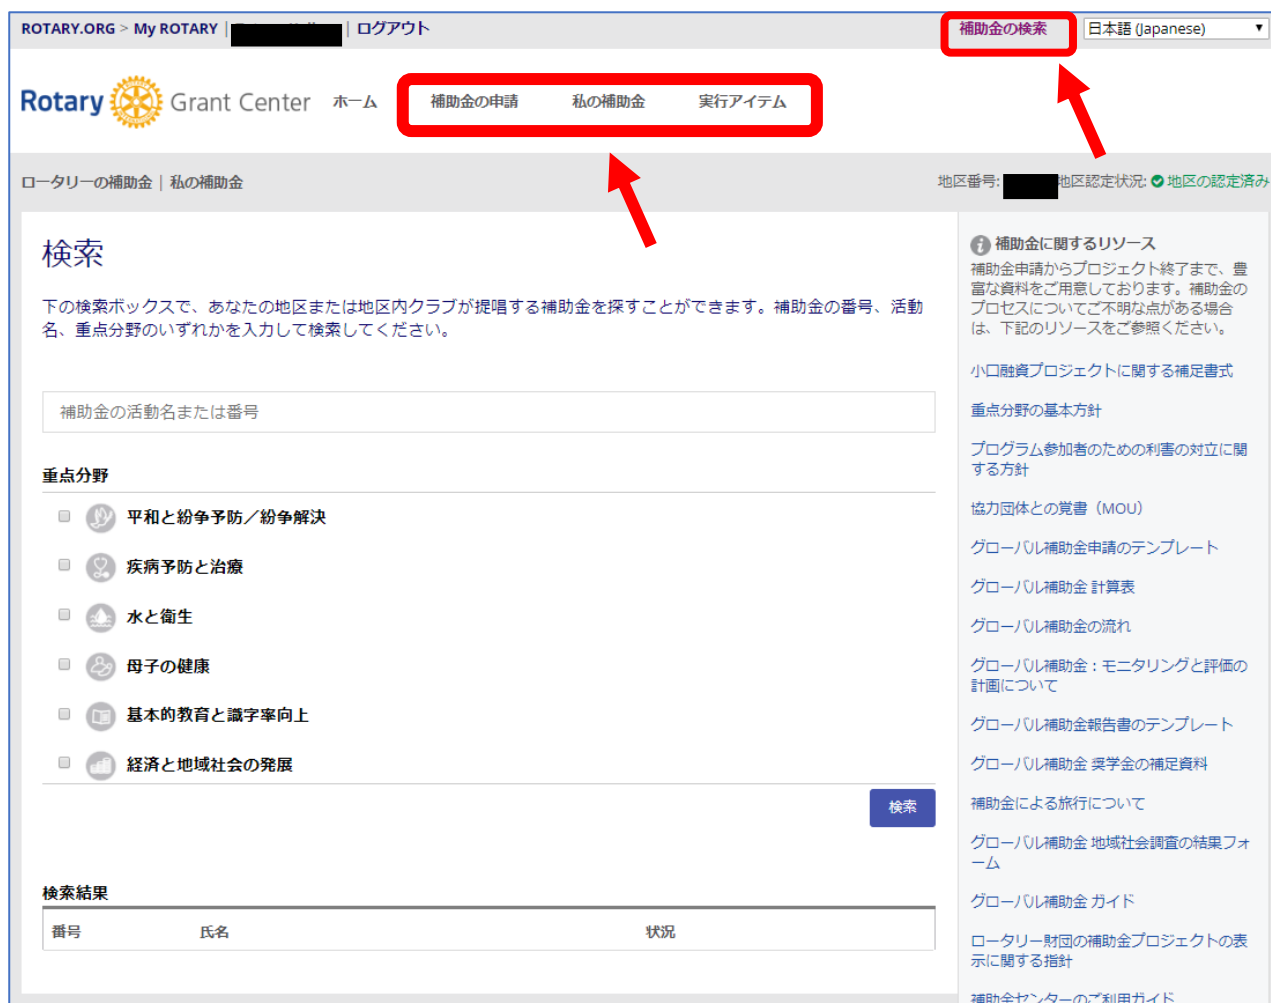 ROTARY.ORG > My ROTARY | | ログアウト
補助金の検索
日本語 (Japanese)
Rotary Grant Center ホーム 補助金の申請 私の補助金 実行アイテム
ロータリーの補助金 | 私の補助金
地区番号: 地区認定状況: 地区の認定済み
検索
下の検索ボックスで、あなたの地区または地区内クラブが提唱する補助金を探すことができます。補助金の番号、活動
名、重点分野のいずれかを入力して検索してください。
補助金の活動名または番号
重点分野
平和と紛争予防／紛争解決
疾病予防と治療
水と衛生
母子の健康
基本的教育と識字率向上
経済と地域社会の発展
検索
検索結果
番号 氏名 状況
補助金に関するリソース
補助金申請からプロジェクト終了まで、豊
富な資料をご用意しております。補助金の
プロセスについてご不明な点がある場合
は、下記のリソースをご参照ください。
小口融資プロジェクトに関する補足書式
重点分野の基本方針
プログラム参加者のための利害の対立に関
する方針
協力団体との覚書（MOU）
グローバル補助金申請のテンプレート
グローバル補助金 計算表
グローバル補助金の流れ
グローバル補助金：モニタリングと評価の
計画について
グローバル補助金報告書のテンプレート
グローバル補助金 奨学金の補足資料
補助金による旅行について
グローバル補助金 地域社会調査の結果フォ
ーム
グローバル補助金 ガイド
ロータリー財団の補助金プロジェクトの表
示に関する指針
補助金センターのご利用ガイド